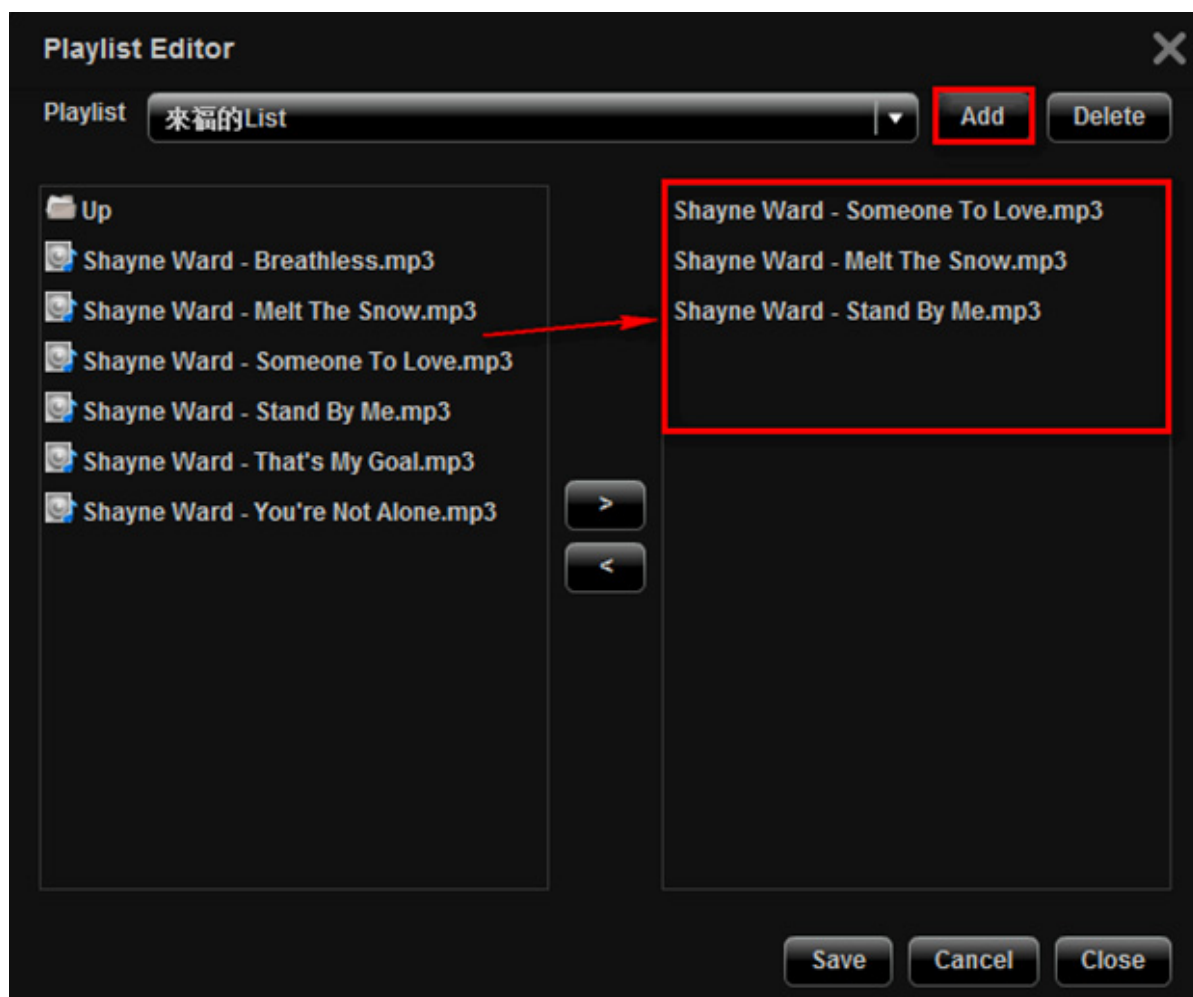 Playlist Editor
Playlist 來福的List Add Delete
Up
Shayne Ward - Breathless.mp3
Shayne Ward - Melt The Snow.mp3
Shayne Ward - Someone To Love.mp3
Shayne Ward - Stand By Me.mp3
Shayne Ward - That's My Goal.mp3
Shayne Ward - You're Not Alone.mp3
>
<
Shayne Ward - Someone To Love.mp3
Shayne Ward - Melt The Snow.mp3
Shayne Ward - Stand By Me.mp3
Save Cancel Close